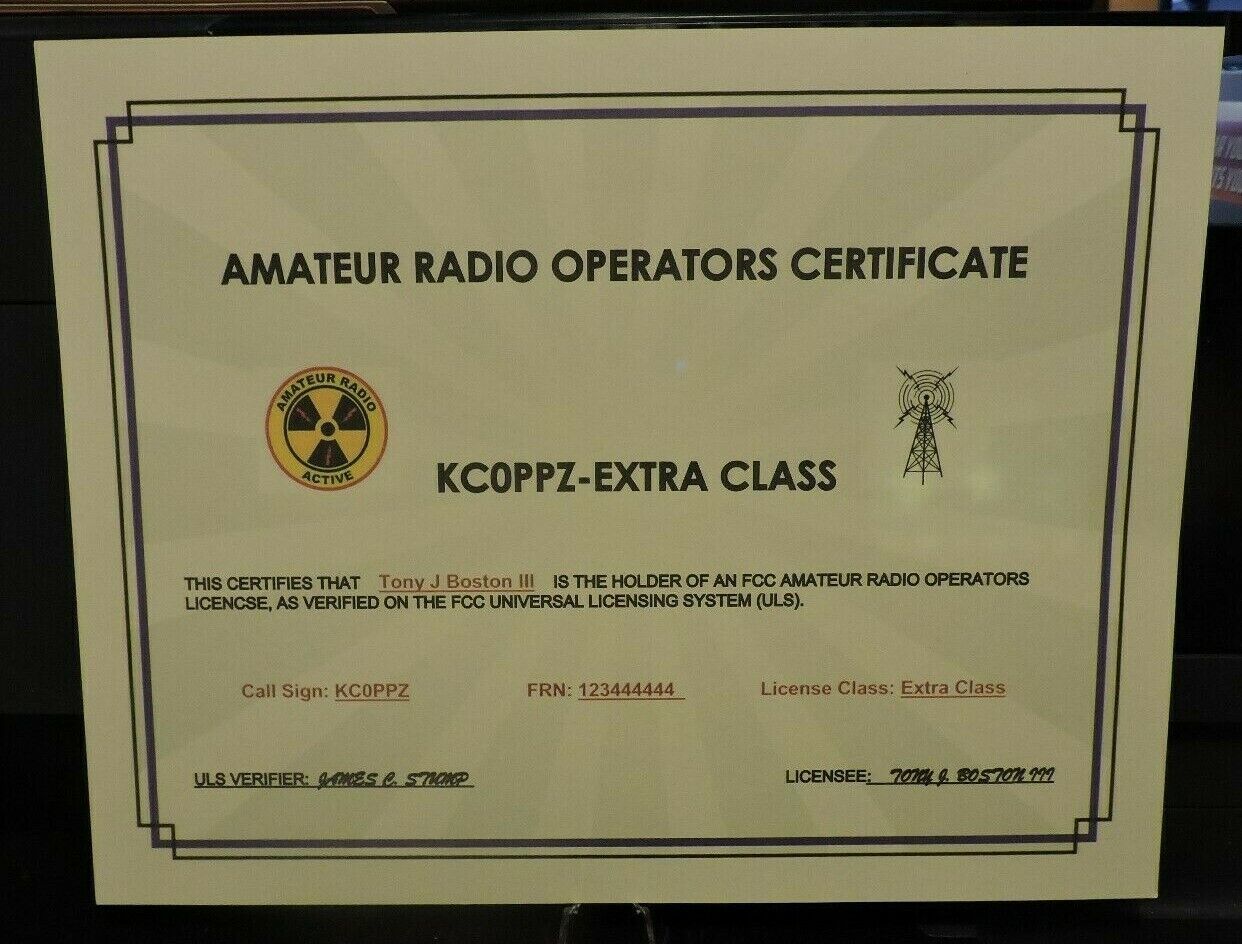 AMATEUR RADIO OPERATORS CERTIFICATE
AMATEUR RADIO
ACTIVE
KC0PPZ-EXTRA CLASS
THIS CERTIFIES THAT Tony J Boston III IS THE HOLDER OF AN FCC AMATEUR RADIO OPERATORS
LICENCSE, AS VERIFIED ON THE FCC UNIVERSAL LICENSING SYSTEM (ULS).
Call Sign: KC0PPZ FRN: 123444444 License Class: Extra Class
ULS VERIFIER: JAMES C. STUMP LICENSEE: TONY J. BOSTON III